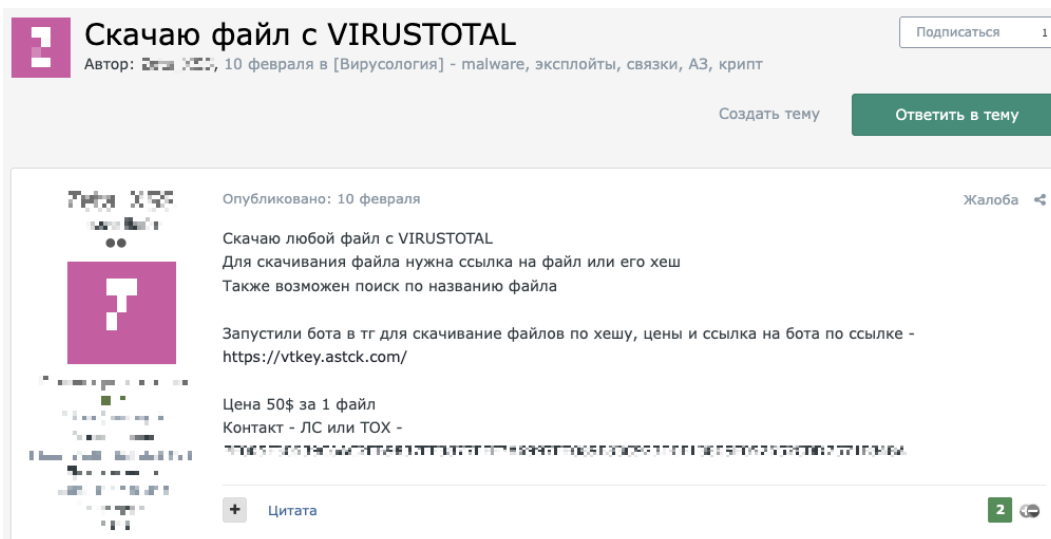 Скачаю файл с VIRUSTOTAL
Подписаться 1
Автор: 10 февраля в [Вирусология] - malware, эксплойты, связки, АЗ, крипт
Создать тему
Ответить в тему
Опубликовано: 10 февраля
Жалоба
Скачаю любой файл с VIRUSTOTAL
Для скачивания файла нужна ссылка на файл или его хеш
Также возможен поиск по названию файла
Запустили бота в тг для скачивание файлов по хешу, цены и ссылка на бота по ссылке -
https://vtkey.astck.com/
Цена 50$ за 1 файл
Контакт - ЛС или TOX -
+ Цитата
2